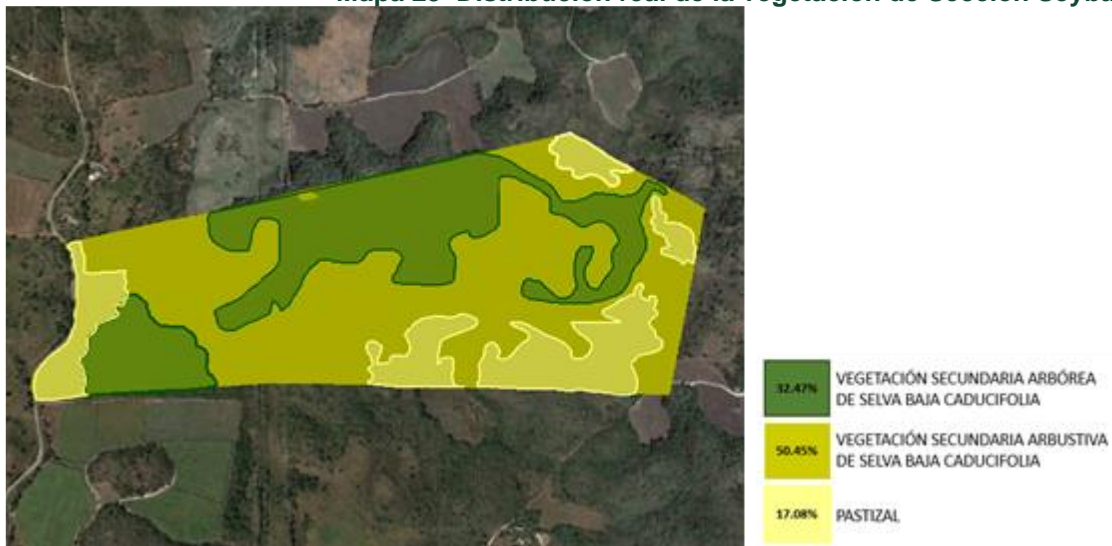 32.47%
VEGETACIÓN SECUNDARIA ARBÓREA
DE SELVA BAJA CADUCIFOLIA
50.45%
VEGETACIÓN SECUNDARIA ARBUSTIVA
DE SELVA BAJA CADUCIFOLIA
17.08%
PASTIZAL